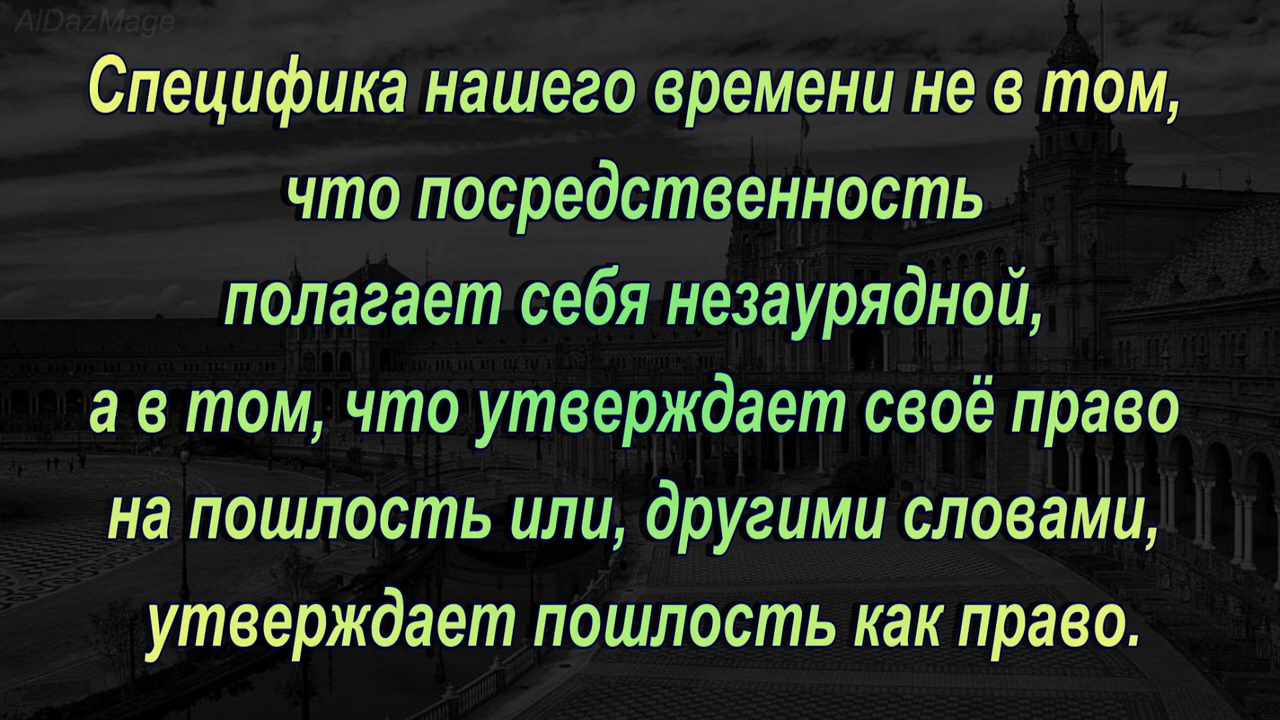 AlDazMage
Специфика нашего времени не в том,
что посредственность
полагает себя незаурядной,
а в том, что утверждает своё право
на пошлость или, другими словами,
утверждает пошлость как право.